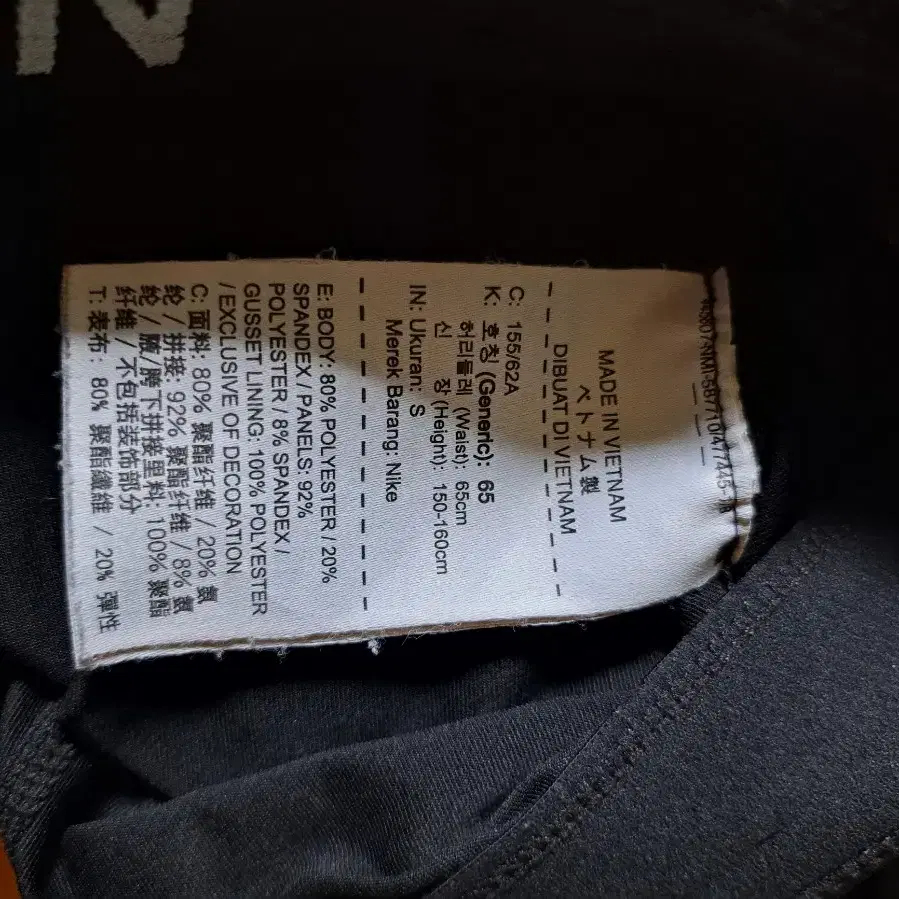 MADE IN VIETNAM
ベトナム製
DIBUAT DI VIETNAM
C: 155/62A
K: 호칭 (Generic): 65
허리둘레 (Waist): 65cm
신 장 (Height): 150-160cm
IN: Ukuran: S
Merek Barang: Nike
E: BODY: 80% POLYESTER / 20%
SPANDEX / PANELS: 92%
POLYESTER / 8% SPANDEX /
GUSSET LINING: 100% POLYESTER
/ EXCLUSIVE OF DECORATION
C: 面料: 80% 聚酯纤维 / 20% 氨
纶 / 拼接: 92% 聚酯纤维 / 8% 氨
纶 / 胯下拼接里料: 100% 聚酯
纤维 / 不包括装饰部分
T: 表布: 80% 聚酯纖維 / 20% 彈性